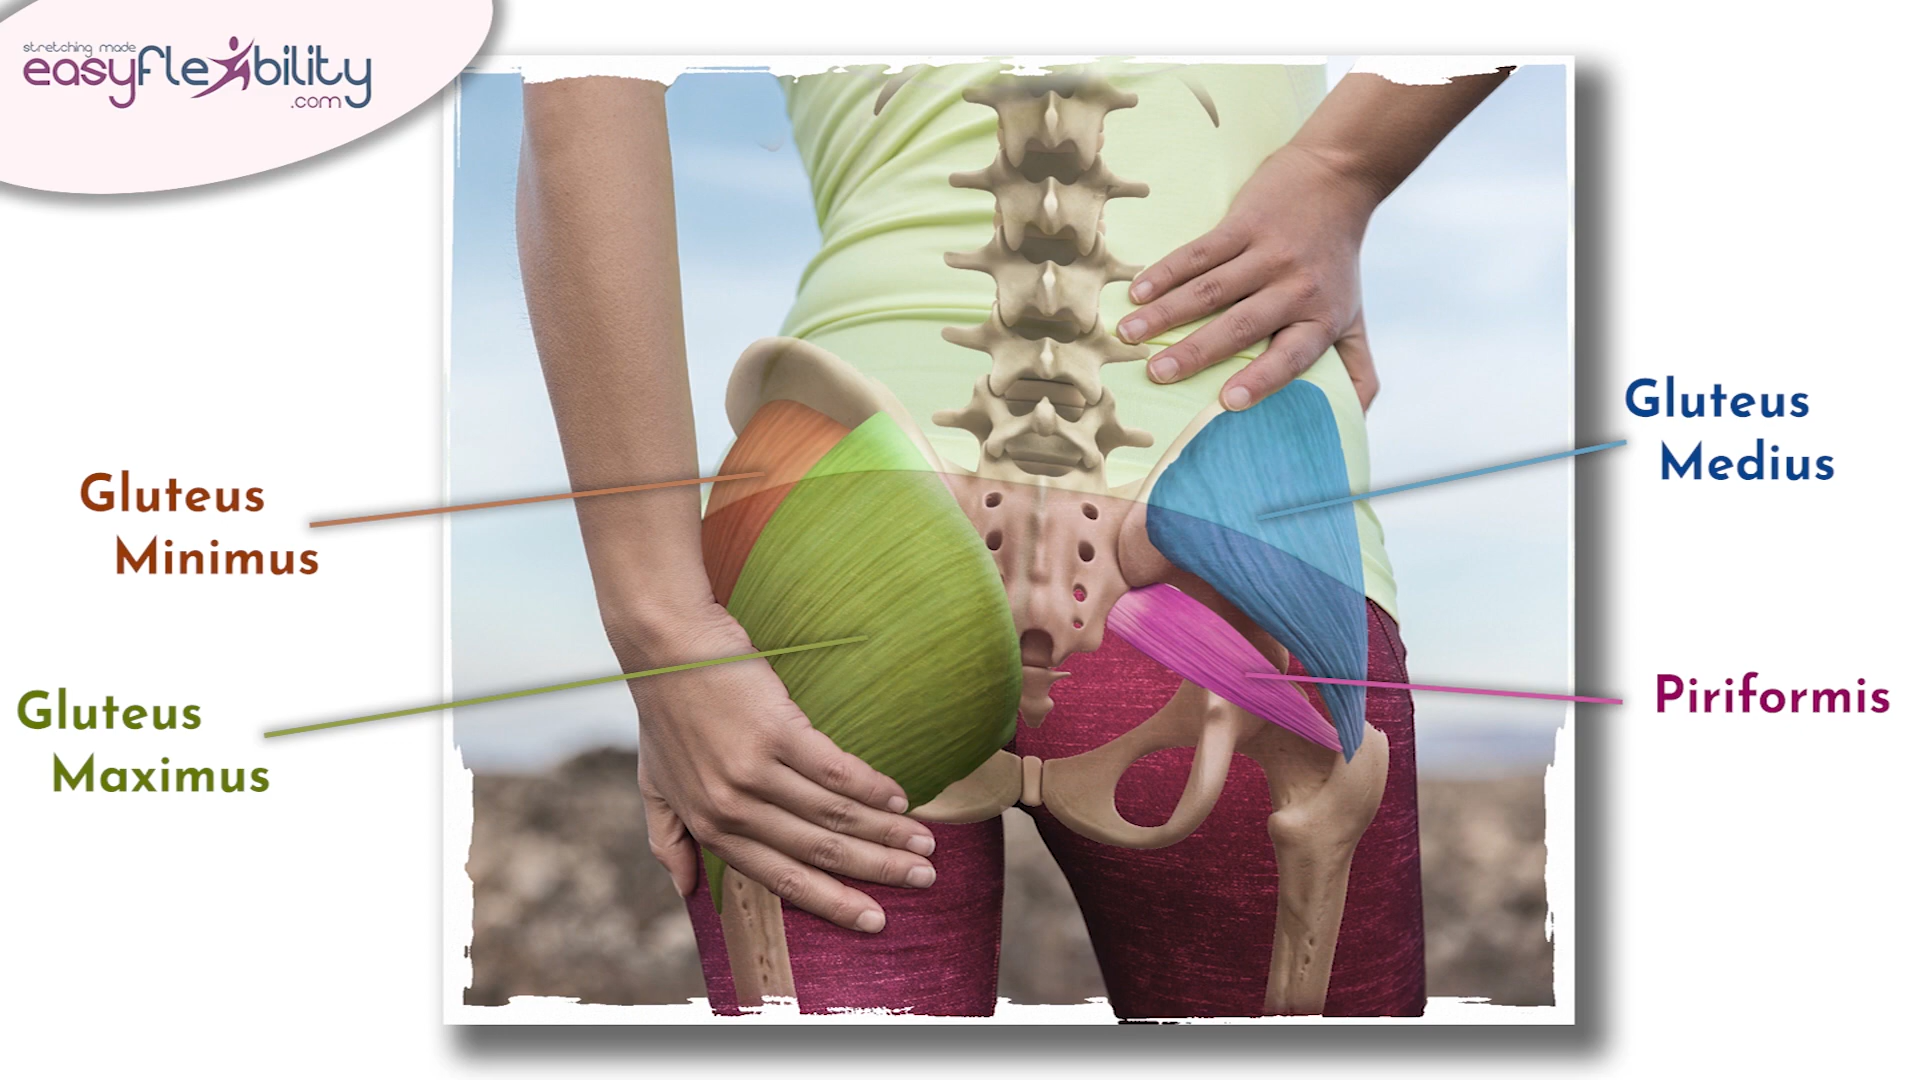 stretching made
easyflexibility
.com
Gluteus
Medius
Gluteus
Minimus
Piriformis
Gluteus
Maximus